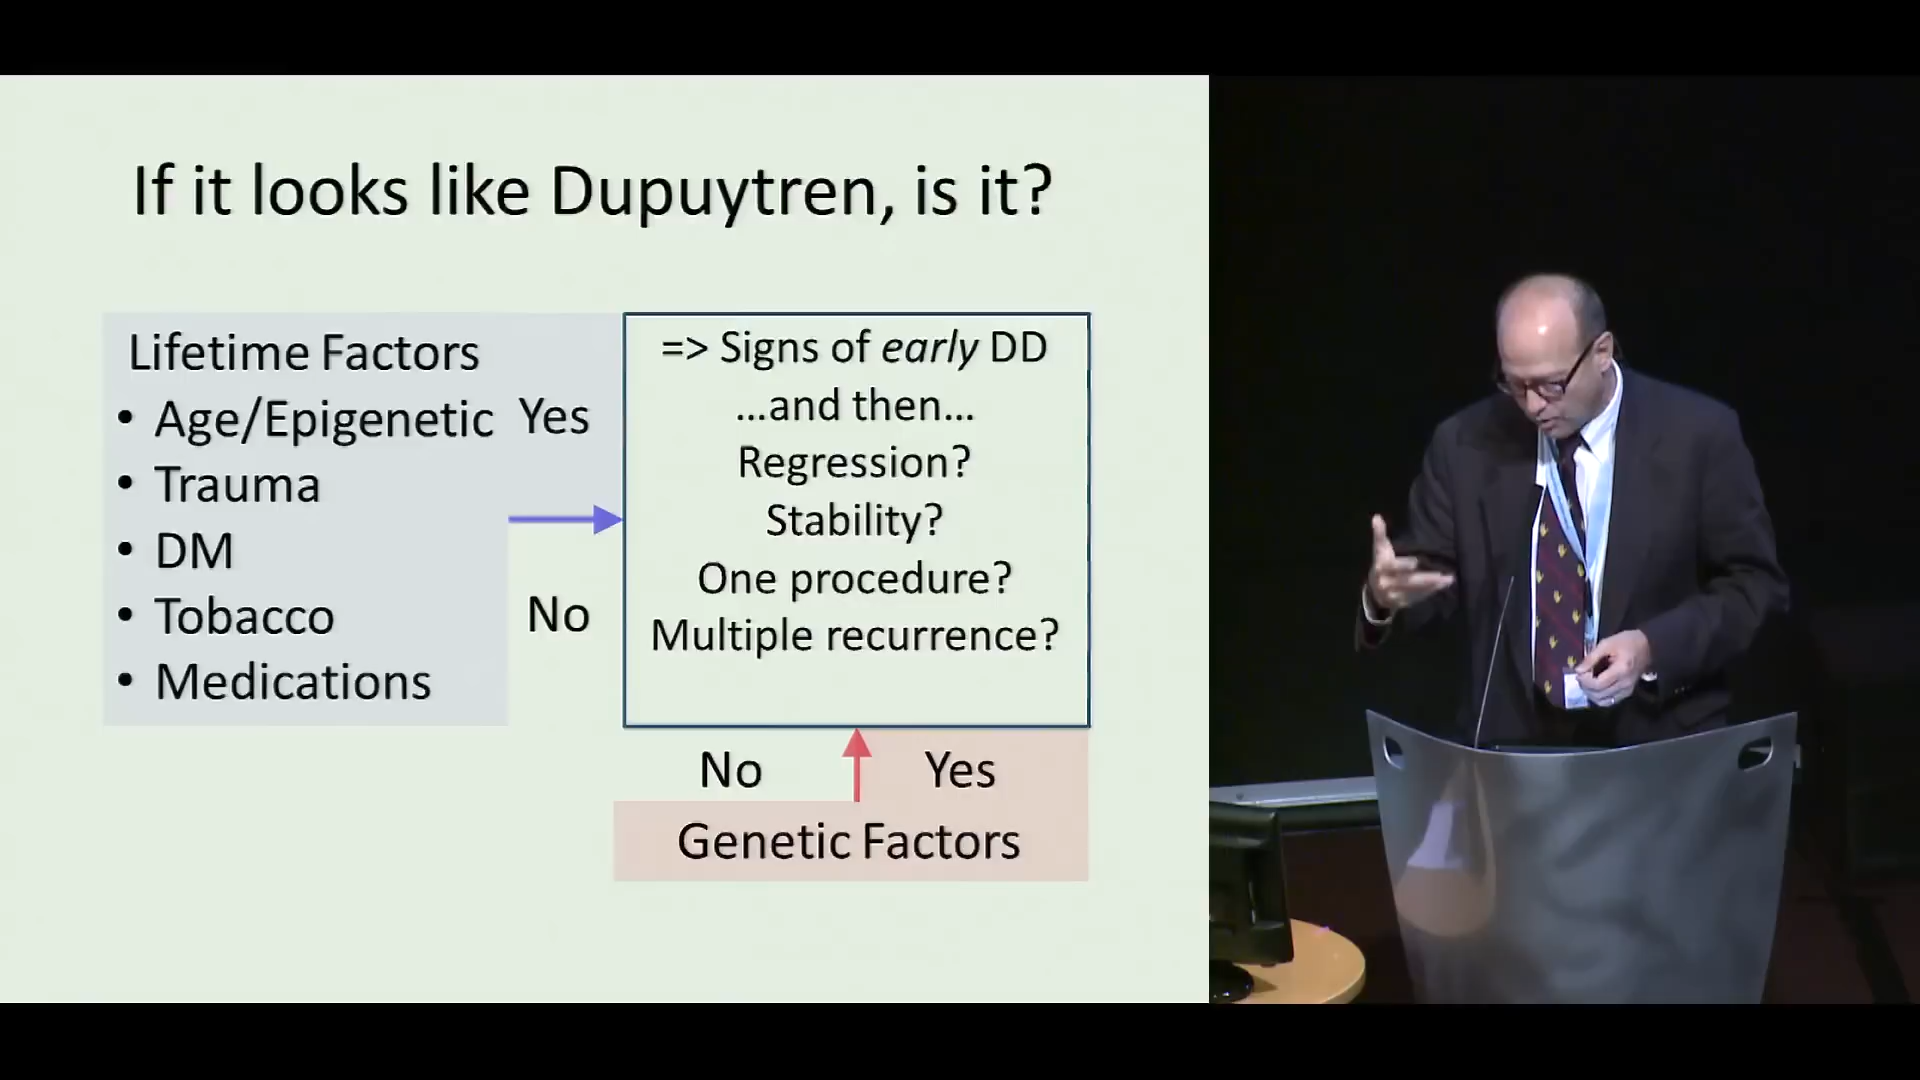 If it looks like Dupuytren, is it?
Lifetime Factors
• Age/Epigenetic
• Trauma
• DM
• Tobacco
• Medications
Yes
No
=> Signs of early DD
...and then...
Regression?
Stability?
One procedure?
Multiple recurrence?
No
Yes
Genetic Factors